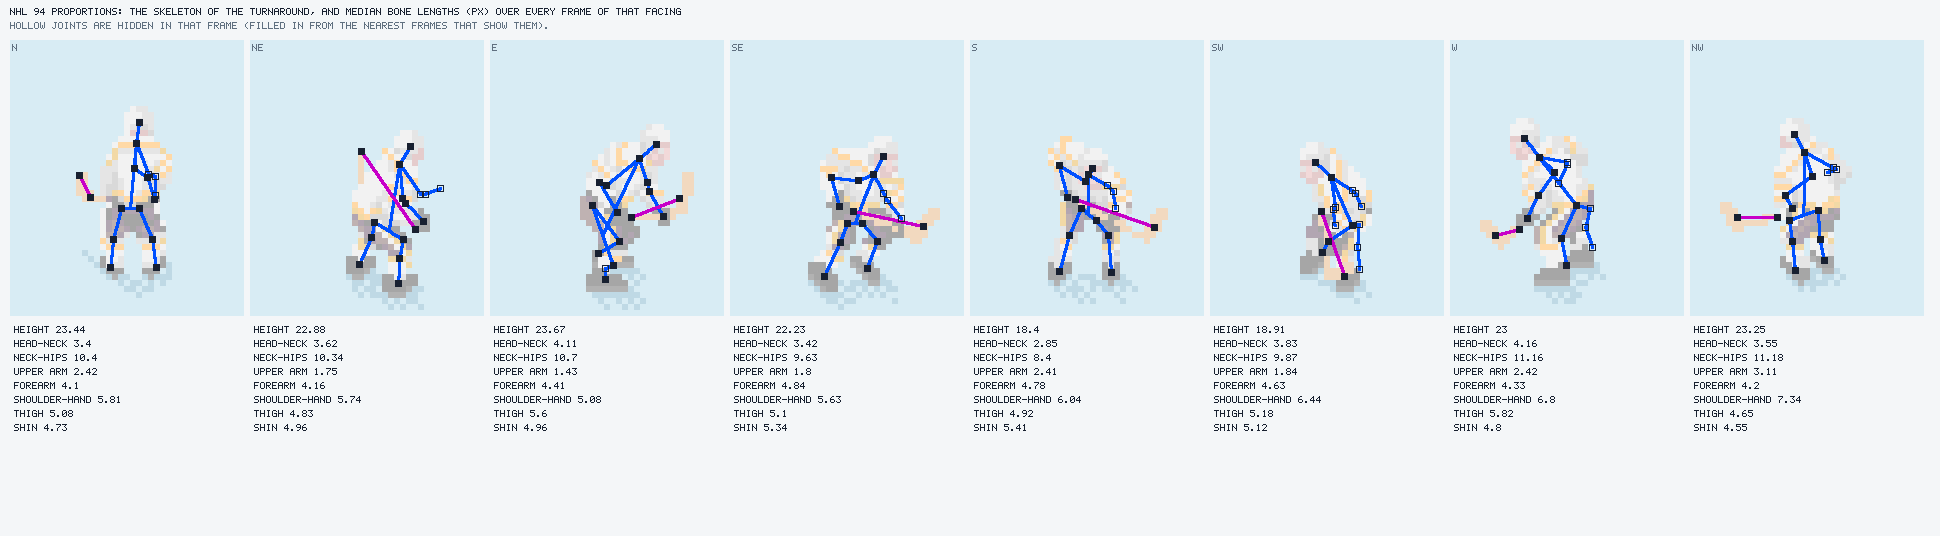 NHL 94 PROPORTIONS: THE SKELETON OF THE TURNAROUND, AND MEDIAN BONE LENGTHS (PX) OVER EVERY FRAME OF THAT FACING
HOLLOW JOINTS ARE HIDDEN IN THAT FRAME (FILLED IN FROM THE NEAREST FRAMES THAT SHOW THEM).
N
NE
E
SE
S
SW
W
NW
HEIGHT 23.44
HEAD-NECK 3.4
NECK-HIPS 10.4
UPPER ARM 2.42
FOREARM 4.1
SHOULDER-HAND 5.81
THIGH 5.08
SHIN 4.73
HEIGHT 22.88
HEAD-NECK 3.62
NECK-HIPS 10.34
UPPER ARM 1.75
FOREARM 4.16
SHOULDER-HAND 5.74
THIGH 4.83
SHIN 4.96
HEIGHT 23.67
HEAD-NECK 4.11
NECK-HIPS 10.7
UPPER ARM 1.43
FOREARM 4.41
SHOULDER-HAND 5.08
THIGH 5.6
SHIN 4.96
HEIGHT 22.23
HEAD-NECK 3.42
NECK-HIPS 9.63
UPPER ARM 1.8
FOREARM 4.84
SHOULDER-HAND 5.63
THIGH 5.1
SHIN 5.34
HEIGHT 18.4
HEAD-NECK 2.85
NECK-HIPS 8.4
UPPER ARM 2.41
FOREARM 4.78
SHOULDER-HAND 6.04
THIGH 4.92
SHIN 5.41
HEIGHT 18.91
HEAD-NECK 3.83
NECK-HIPS 9.87
UPPER ARM 1.84
FOREARM 4.63
SHOULDER-HAND 6.44
THIGH 5.18
SHIN 5.12
HEIGHT 23
HEAD-NECK 4.16
NECK-HIPS 11.16
UPPER ARM 2.42
FOREARM 4.33
SHOULDER-HAND 6.8
THIGH 5.82
SHIN 4.8
HEIGHT 23.25
HEAD-NECK 3.55
NECK-HIPS 11.18
UPPER ARM 3.11
FOREARM 4.2
SHOULDER-HAND 7.34
THIGH 4.65
SHIN 4.55